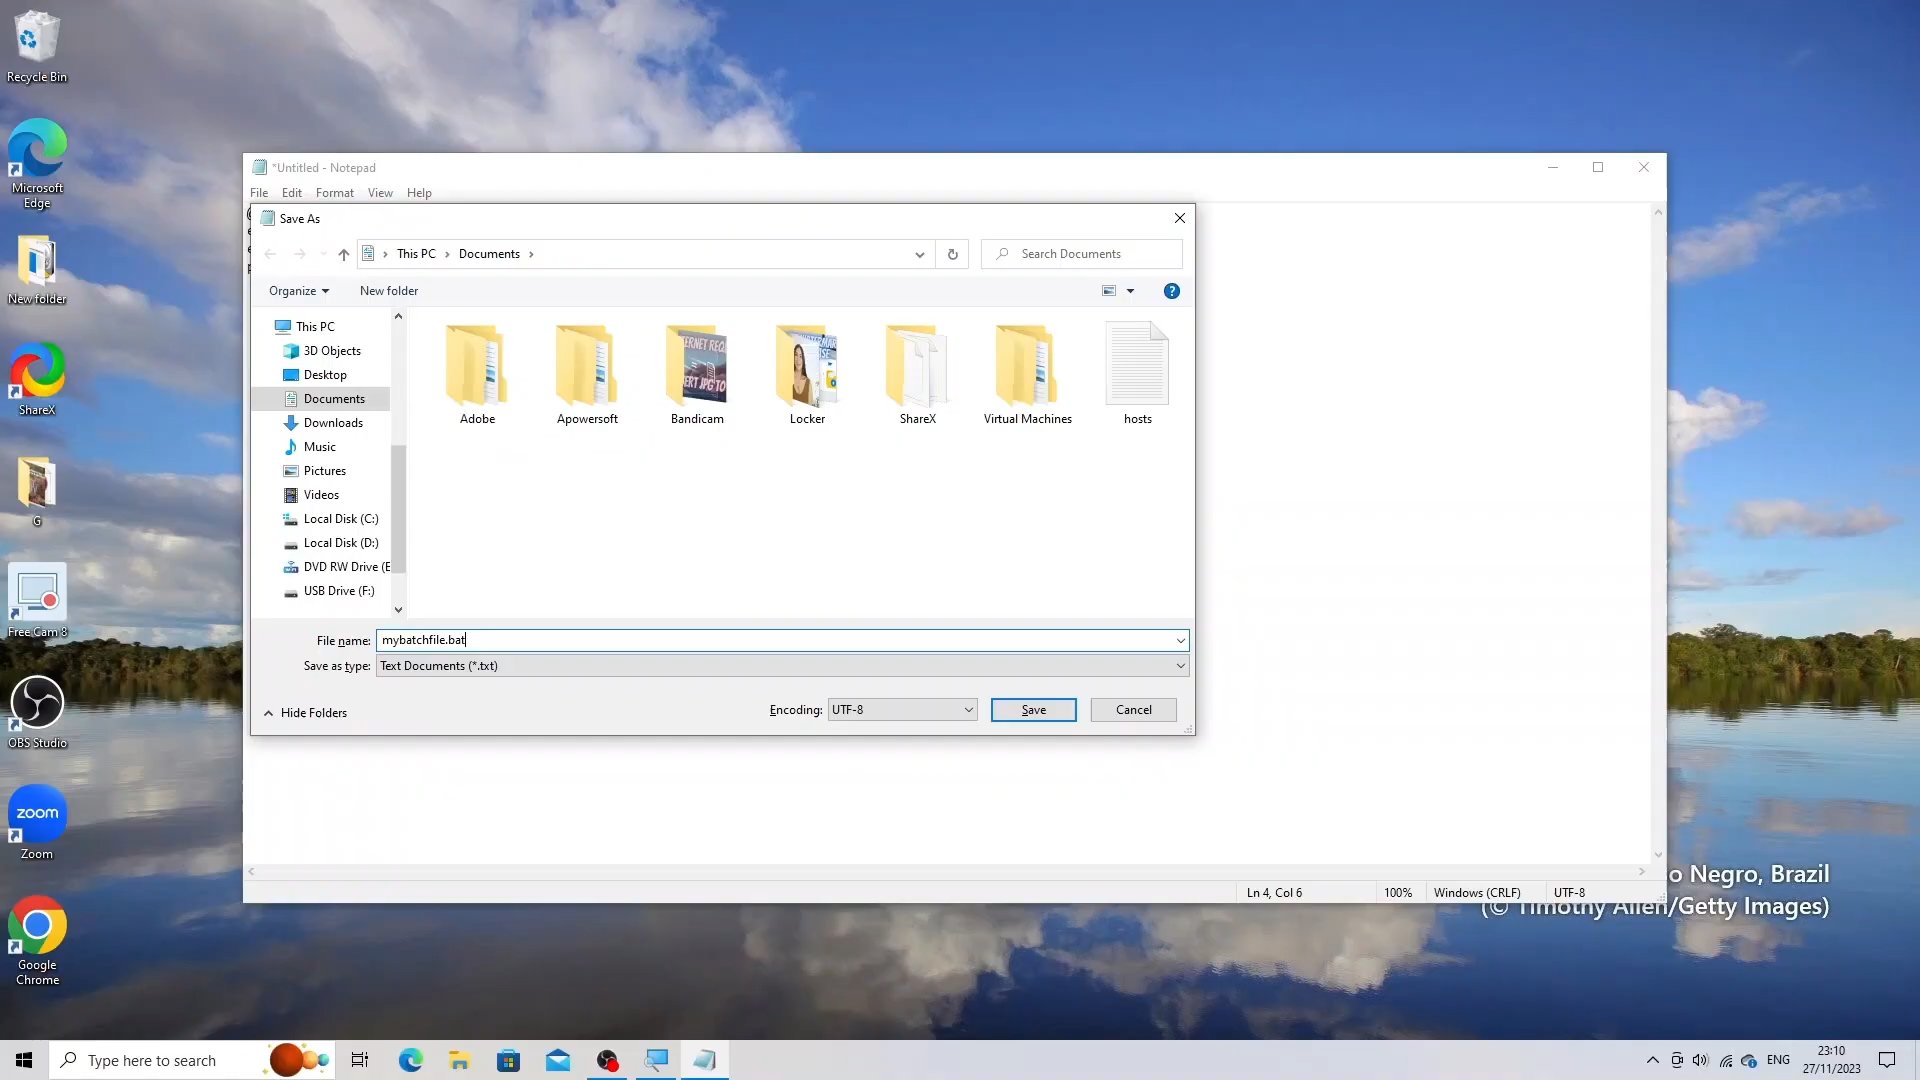 Recycle Bin
Microsoft
Edge
New folder
ShareX
G
Free Cam 8
OBS Studio
zoom
Zoom
Google
Chrome
*Untitled - Notepad
File Edit Format View Help
Save As
This PC › Documents ›
Search Documents
Organize
New folder
This PC
3D Objects
Desktop
Documents
Downloads
Music
Pictures
Videos
Local Disk (C:)
Local Disk (D:)
DVD RW Drive (E
USB Drive (F:)
Adobe
Apowersoft
Bandicam
Locker
ShareX
Virtual Machines
hosts
File name: mybatchfile.bat
Save as type: Text Documents (*.txt)
Hide Folders
Encoding: UTF-8
Save
Cancel
Ln 4, Col 6
100%
Windows (CRLF)
UTF-8
o Negro, Brazil
(© Timothy Allen/Getty Images)
Type here to search
ENG
23:10
27/11/2023